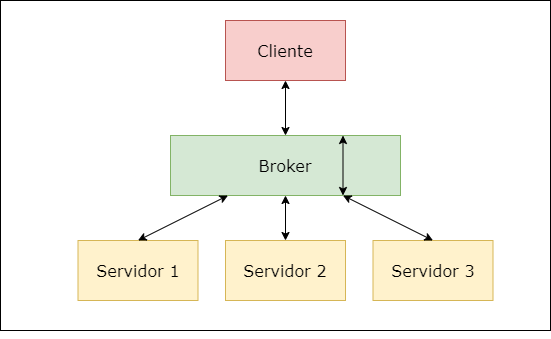 Cliente
Broker
Servidor 1
Servidor 2
Servidor 3